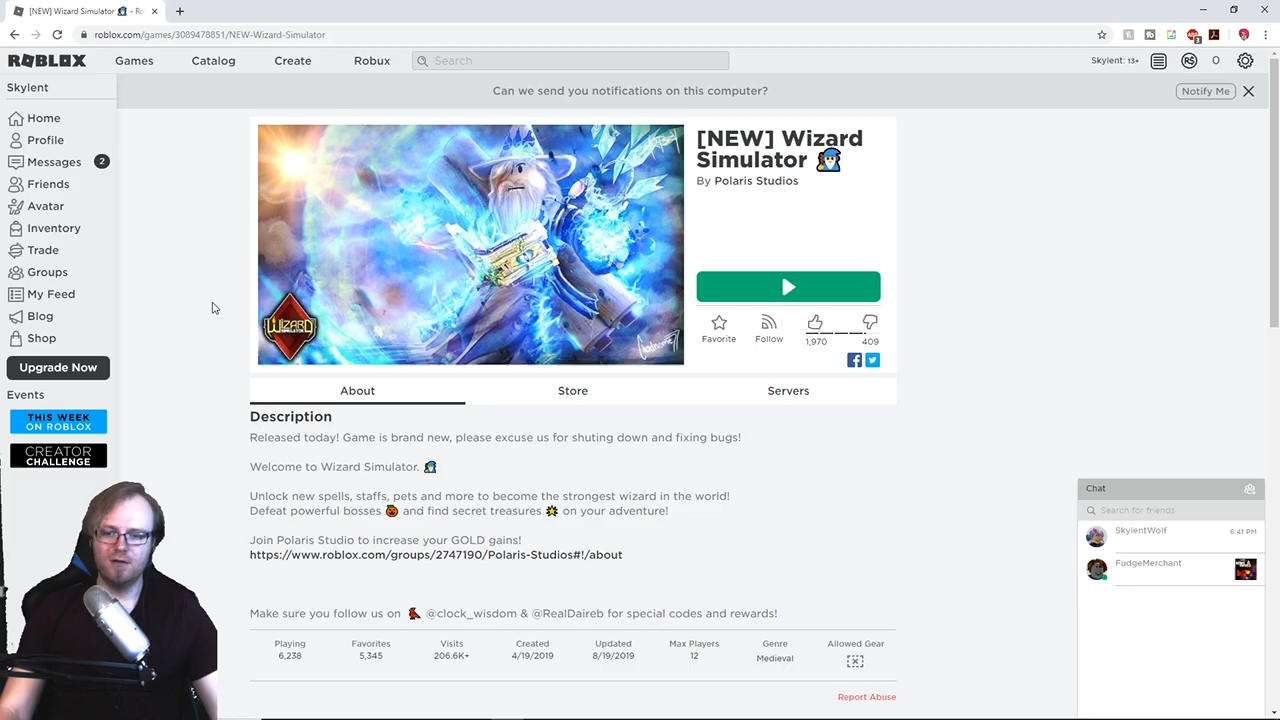 [NEW] Wizard Simulator - Ro
roblox.com/games/3089478851/NEW-Wizard-Simulator
3
ROBLOX
Games
Catalog
Create
Robux
Search
Skylent: 13+
R$
0
Skylent
Can we send you notifications on this computer?
Notify Me
Home
Profile
Messages 2
Friends
Avatar
Inventory
Trade
Groups
My Feed
Blog
Shop
Upgrade Now
Events
THIS WEEK
ON ROBLOX
CREATOR
CHALLENGE
WIZARD
SIMULATOR
[NEW] Wizard
Simulator
By Polaris Studios
Favorite
Follow
1,970
409
About
Store
Servers
Description
Released today! Game is brand new, please excuse us for shutting down and fixing bugs!
Welcome to Wizard Simulator.
Unlock new spells, staffs, pets and more to become the strongest wizard in the world!
Defeat powerful bosses and find secret treasures on your adventure!
Join Polaris Studio to increase your GOLD gains!
https://www.roblox.com/groups/2747190/Polaris-Studios#!/about
Make sure you follow us on @clock_wisdom & @RealDaireb for special codes and rewards!
Playing Favorites Visits Created Updated Max Players Genre Allowed Gear
6,238 5,345 206.6K+ 4/19/2019 8/19/2019 12 Medieval
Report Abuse
Chat
Search for friends
SkylentWolf 6:41 PM
FudgeMerchant